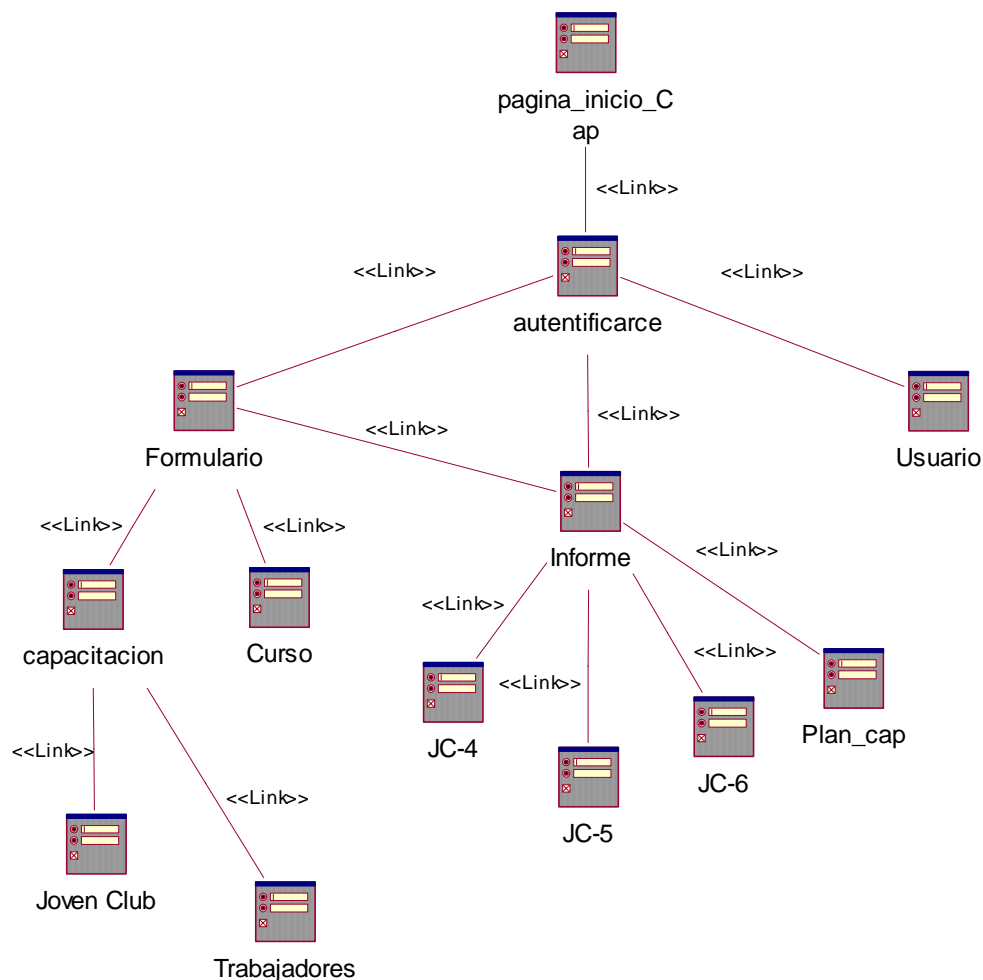 pagina_inicio_C
ap
<<Link>>
<<Link>>
<<Link>>
autentificarce
<<Link>>
<<Link>>
Formulario
Usuario
<<Link>>
<<Link>>
Informe
<<Link>>
<<Link>>
capacitacion
Curso
<<Link>>
<<Link>>
<<Link>>
JC-4
Plan_cap
<<Link>>
JC-6
<<Link>>
JC-5
Joven Club
Trabajadores